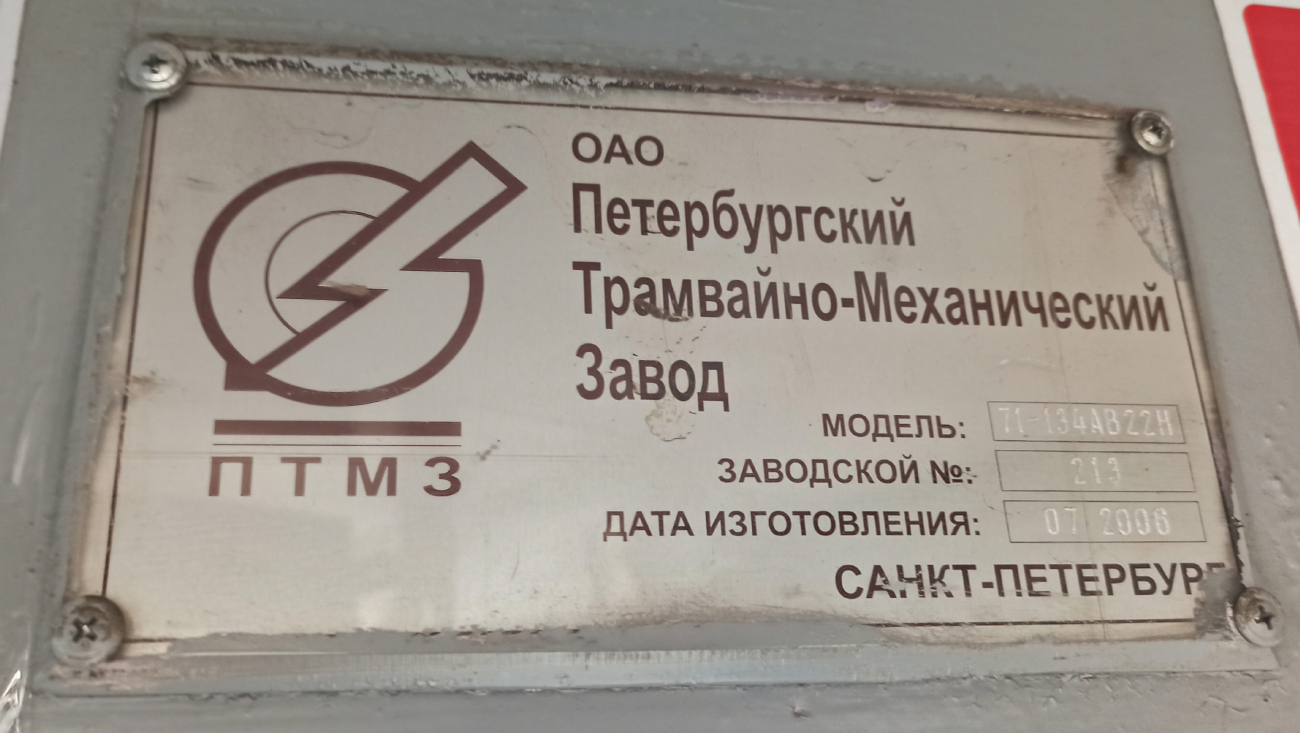 ОАО
Петербургский
Трамвайно-Механический
Завод
ПТМЗ
МОДЕЛЬ: 71-134АВ22Н
ЗАВОДСКОЙ №: 213
ДАТА ИЗГОТОВЛЕНИЯ: 07 2006
САНКТ-ПЕТЕРБУРГ